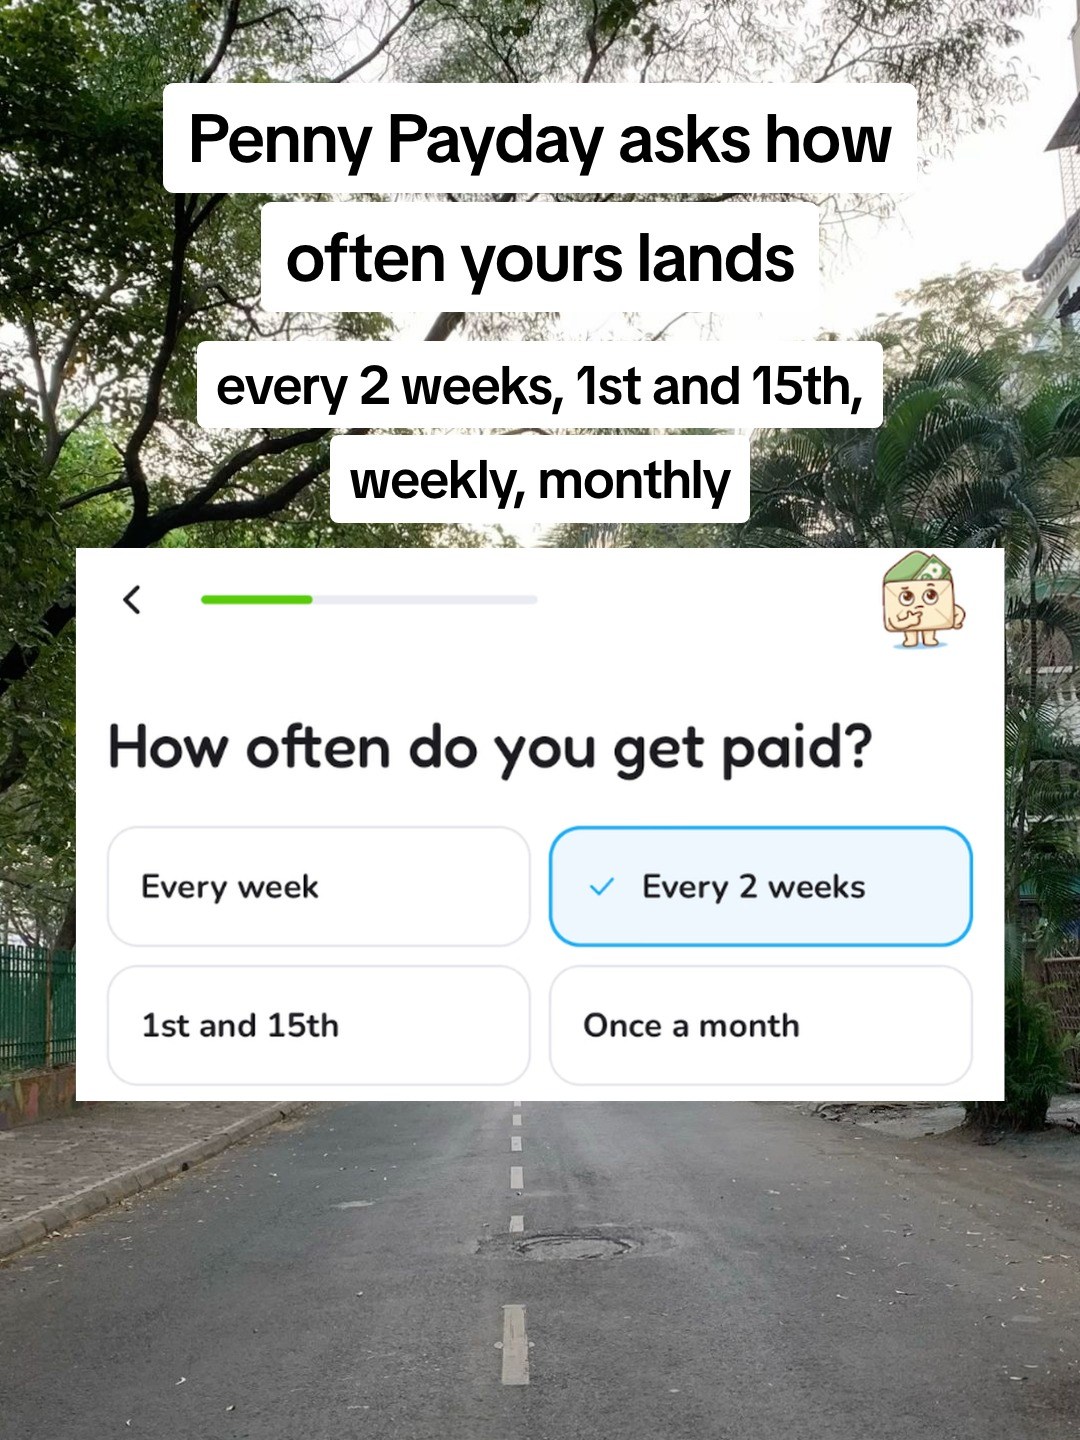 Penny Payday asks how
often yours lands
every 2 weeks, 1st and 15th,
weekly, monthly
How often do you get paid?
Every week
Every 2 weeks
1st and 15th
Once a month